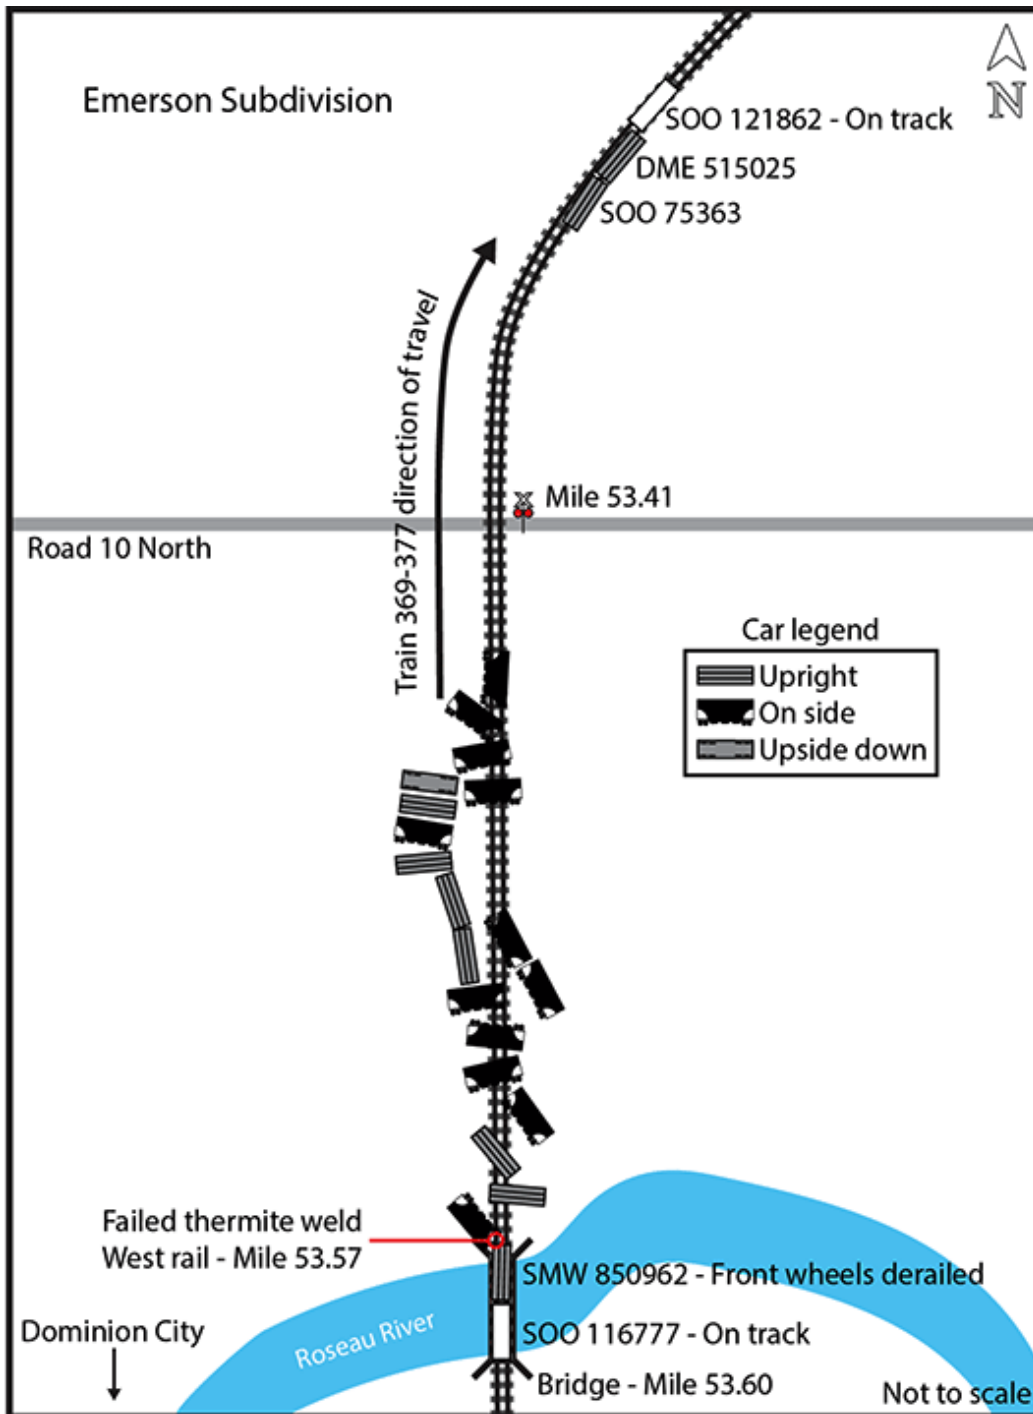 Emerson Subdivision
N
SOO 121862 - On track
DME 515025
SOO 75363
Train 369-377 direction of travel
Mile 53.41
Road 10 North
Car legend
Upright
On side
Upside down
Failed thermite weld
West rail - Mile 53.57
SMW 850962 - Front wheels derailed
Dominion City
Roseau River
SOO 116777 - On track
Bridge - Mile 53.60
Not to scale